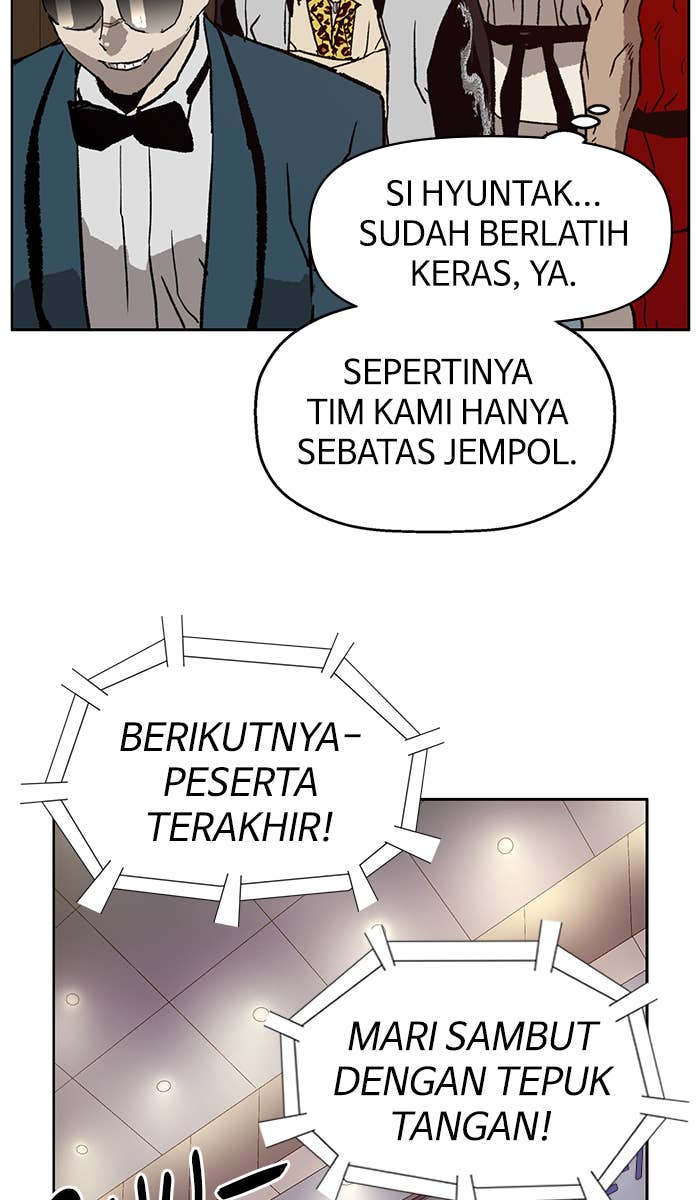 SI HYUNTAK...
SUDAH BERLATIH
KERAS, YA.
SEPERTINYA
TIM KAMI HANYA
SEBATAS JEMPOL.
BERIKUTNYA-
PESERTA
TERAKHIR!
MARI SAMBUT
DENGAN TEPUK
TANGAN!